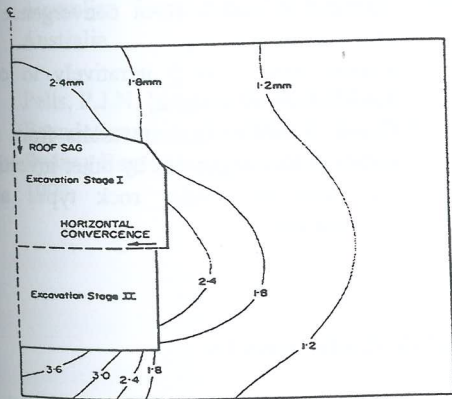 ℄
2.4mm
1.8mm
1.2mm
ROOF SAG
Excavation Stage I
HORIZONTAL
CONVERGENCE
2.4
1.8
Excavation Stage II
1.2
3.6
3.0
2.4
1.8